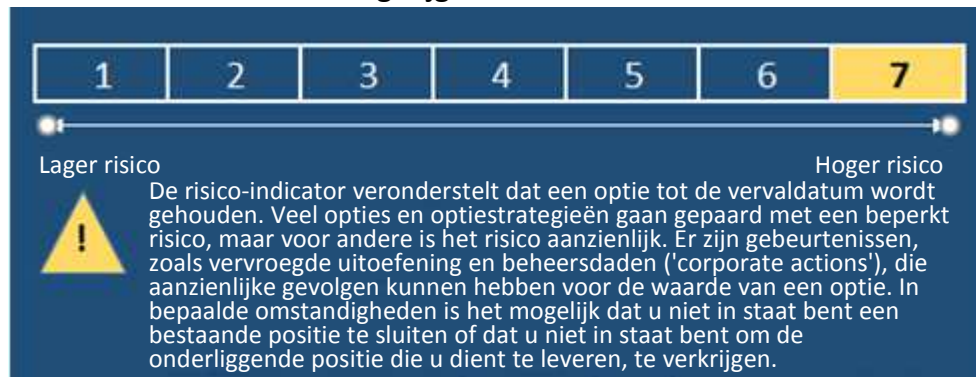 1 2 3 4 5 6 7
Lager risico Hoger risico
De risico-indicator veronderstelt dat een optie tot de vervaldatum wordt
gehouden. Veel opties en optiestrategieën gaan gepaard met een beperkt
! risico, maar voor andere is het risico aanzienlijk. Er zijn gebeurtenissen,
zoals vervroegde uitoefening en beheersdaden ('corporate actions'), die
aanzienlijke gevolgen kunnen hebben voor de waarde van een optie. In
bepaalde omstandigheden is het mogelijk dat u niet in staat bent een
bestaande positie te sluiten of dat u niet in staat bent om de
onderliggende positie die u dient te leveren, te verkrijgen.